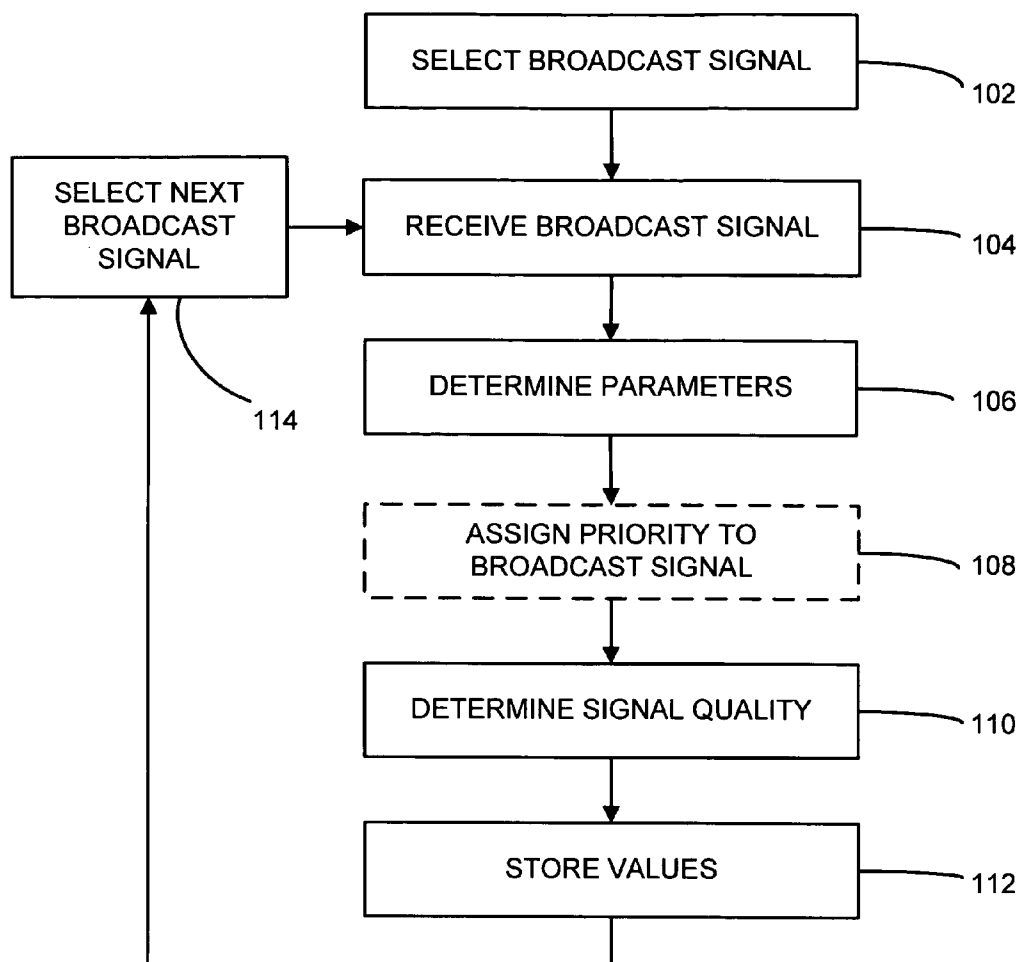 SELECT BROADCAST SIGNAL
102
SELECT NEXT
BROADCAST
SIGNAL
114
RECEIVE BROADCAST SIGNAL
104
DETERMINE PARAMETERS
106
ASSIGN PRIORITY TO
BROADCAST SIGNAL
108
DETERMINE SIGNAL QUALITY
110
STORE VALUES
112